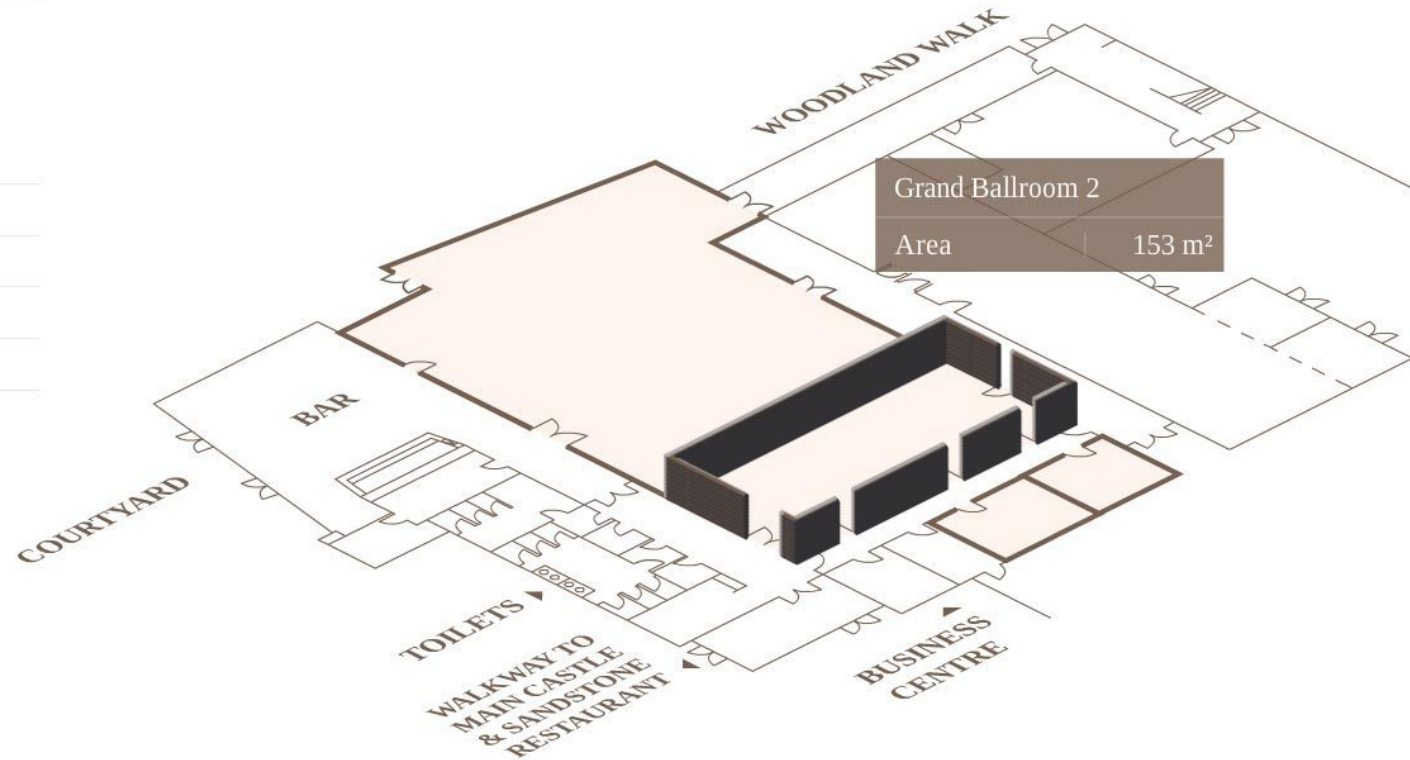 WOODLAND WALK
Grand Ballroom 2
Area 153 m²
BAR
COURTYARD
TOILETS
WALKWAY TO
MAIN CASTLE
& SANDSTONE
RESTAURANT
BUSINESS
CENTRE